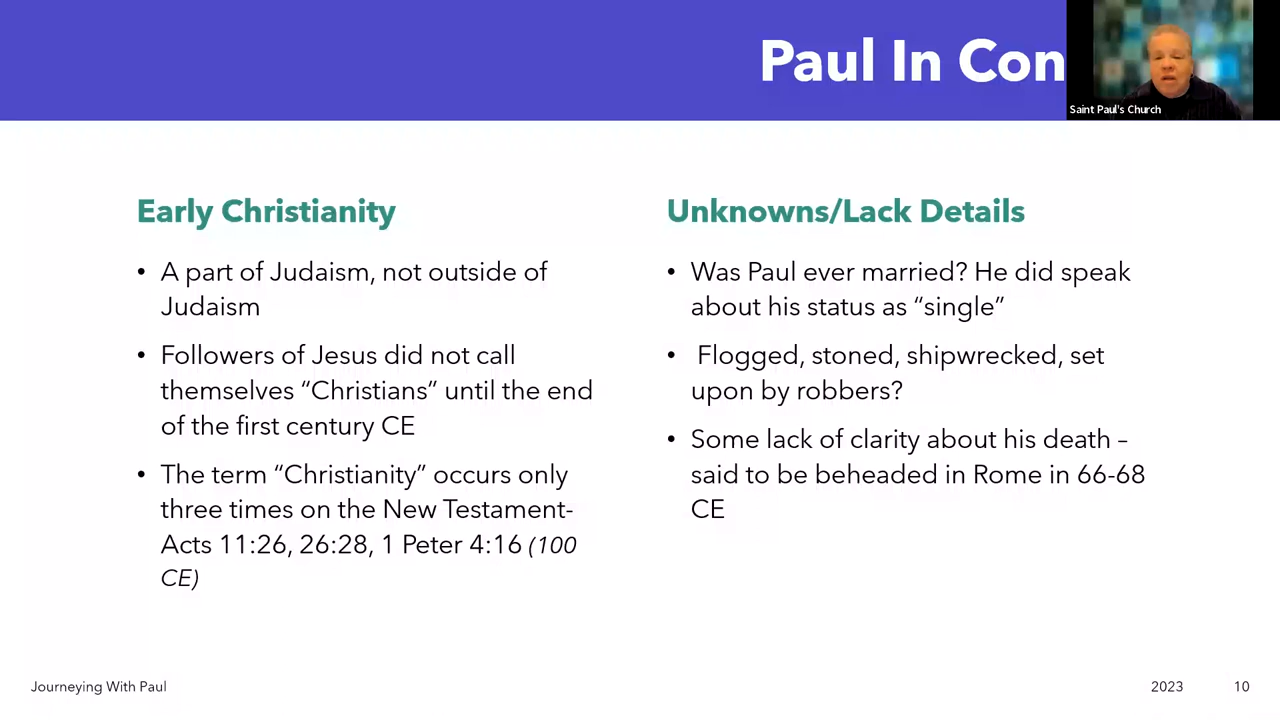 Paul In Con
Saint Paul's Church
Early Christianity
• A part of Judaism, not outside of
Judaism
• Followers of Jesus did not call
themselves “Christians” until the end
of the first century CE
• The term “Christianity” occurs only
three times on the New Testament-
Acts 11:26, 26:28, 1 Peter 4:16 (100
CE)
Unknowns/Lack Details
• Was Paul ever married? He did speak
about his status as “single”
• Flogged, stoned, shipwrecked, set
upon by robbers?
• Some lack of clarity about his death –
said to be beheaded in Rome in 66-68
CE
Journeying With Paul
2023
10